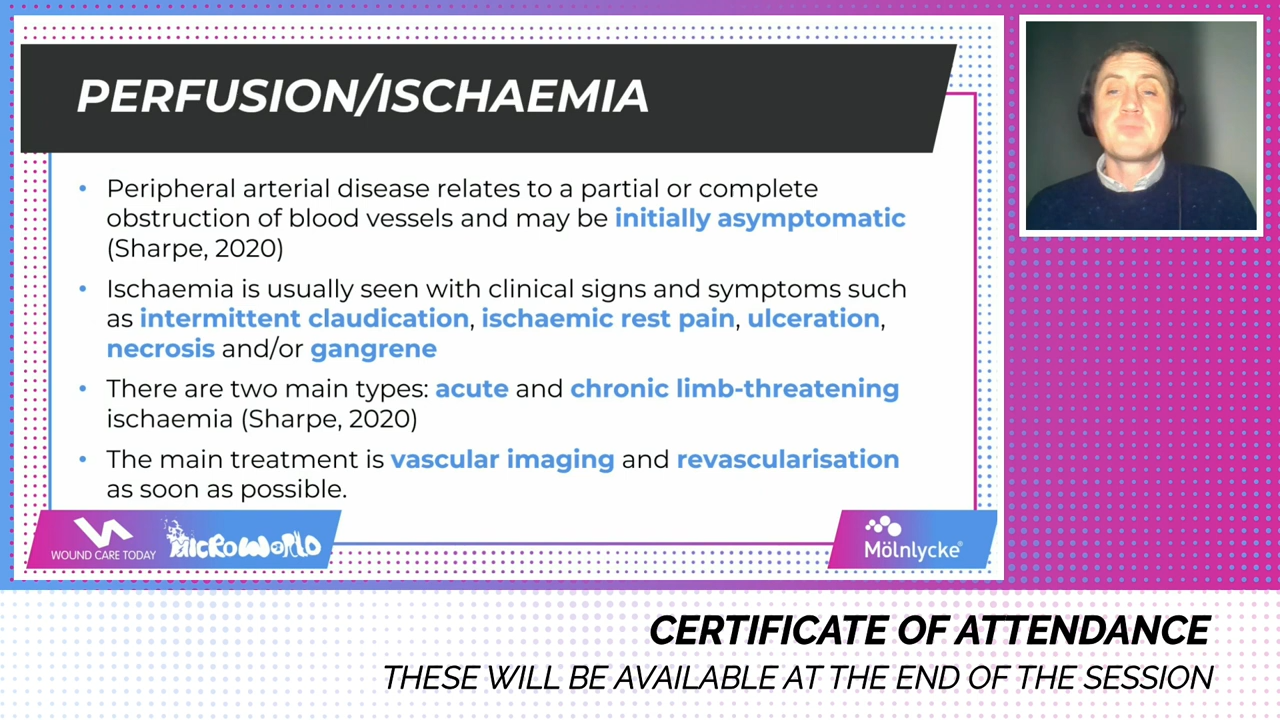 PERFUSION/ISCHAEMIA
• Peripheral arterial disease relates to a partial or complete
obstruction of blood vessels and may be initially asymptomatic
(Sharpe, 2020)
• Ischaemia is usually seen with clinical signs and symptoms such
as intermittent claudication, ischaemic rest pain, ulceration,
necrosis and/or gangrene
• There are two main types: acute and chronic limb-threatening
ischaemia (Sharpe, 2020)
• The main treatment is vascular imaging and revascularisation
as soon as possible.
WOUND CARE TODAY
MICROWORLD
Mölnlycke®
CERTIFICATE OF ATTENDANCE
THESE WILL BE AVAILABLE AT THE END OF THE SESSION